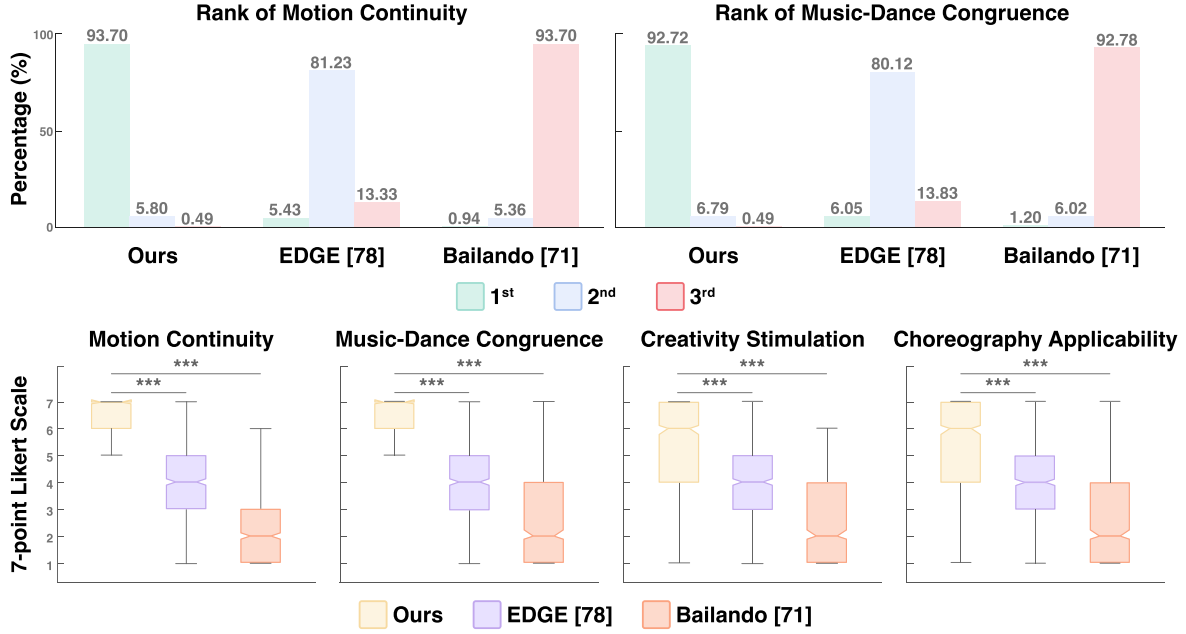 Rank of Motion Continuity
Rank of Music-Dance Congruence
Percentage (%)
100
50
0
93.70
5.80
0.49
5.43
81.23
13.33
0.94
5.36
93.70
92.72
6.79
0.49
6.05
80.12
13.83
1.20
6.02
92.78
Ours
EDGE [78]
Bailando [71]
Ours
EDGE [78]
Bailando [71]
1st
2nd
3rd
Motion Continuity
Music-Dance Congruence
Creativity Stimulation
Choreography Applicability
7-point Likert Scale
7
6
5
4
3
2
1
***
***
***
***
***
***
***
***
Ours
EDGE [78]
Bailando [71]